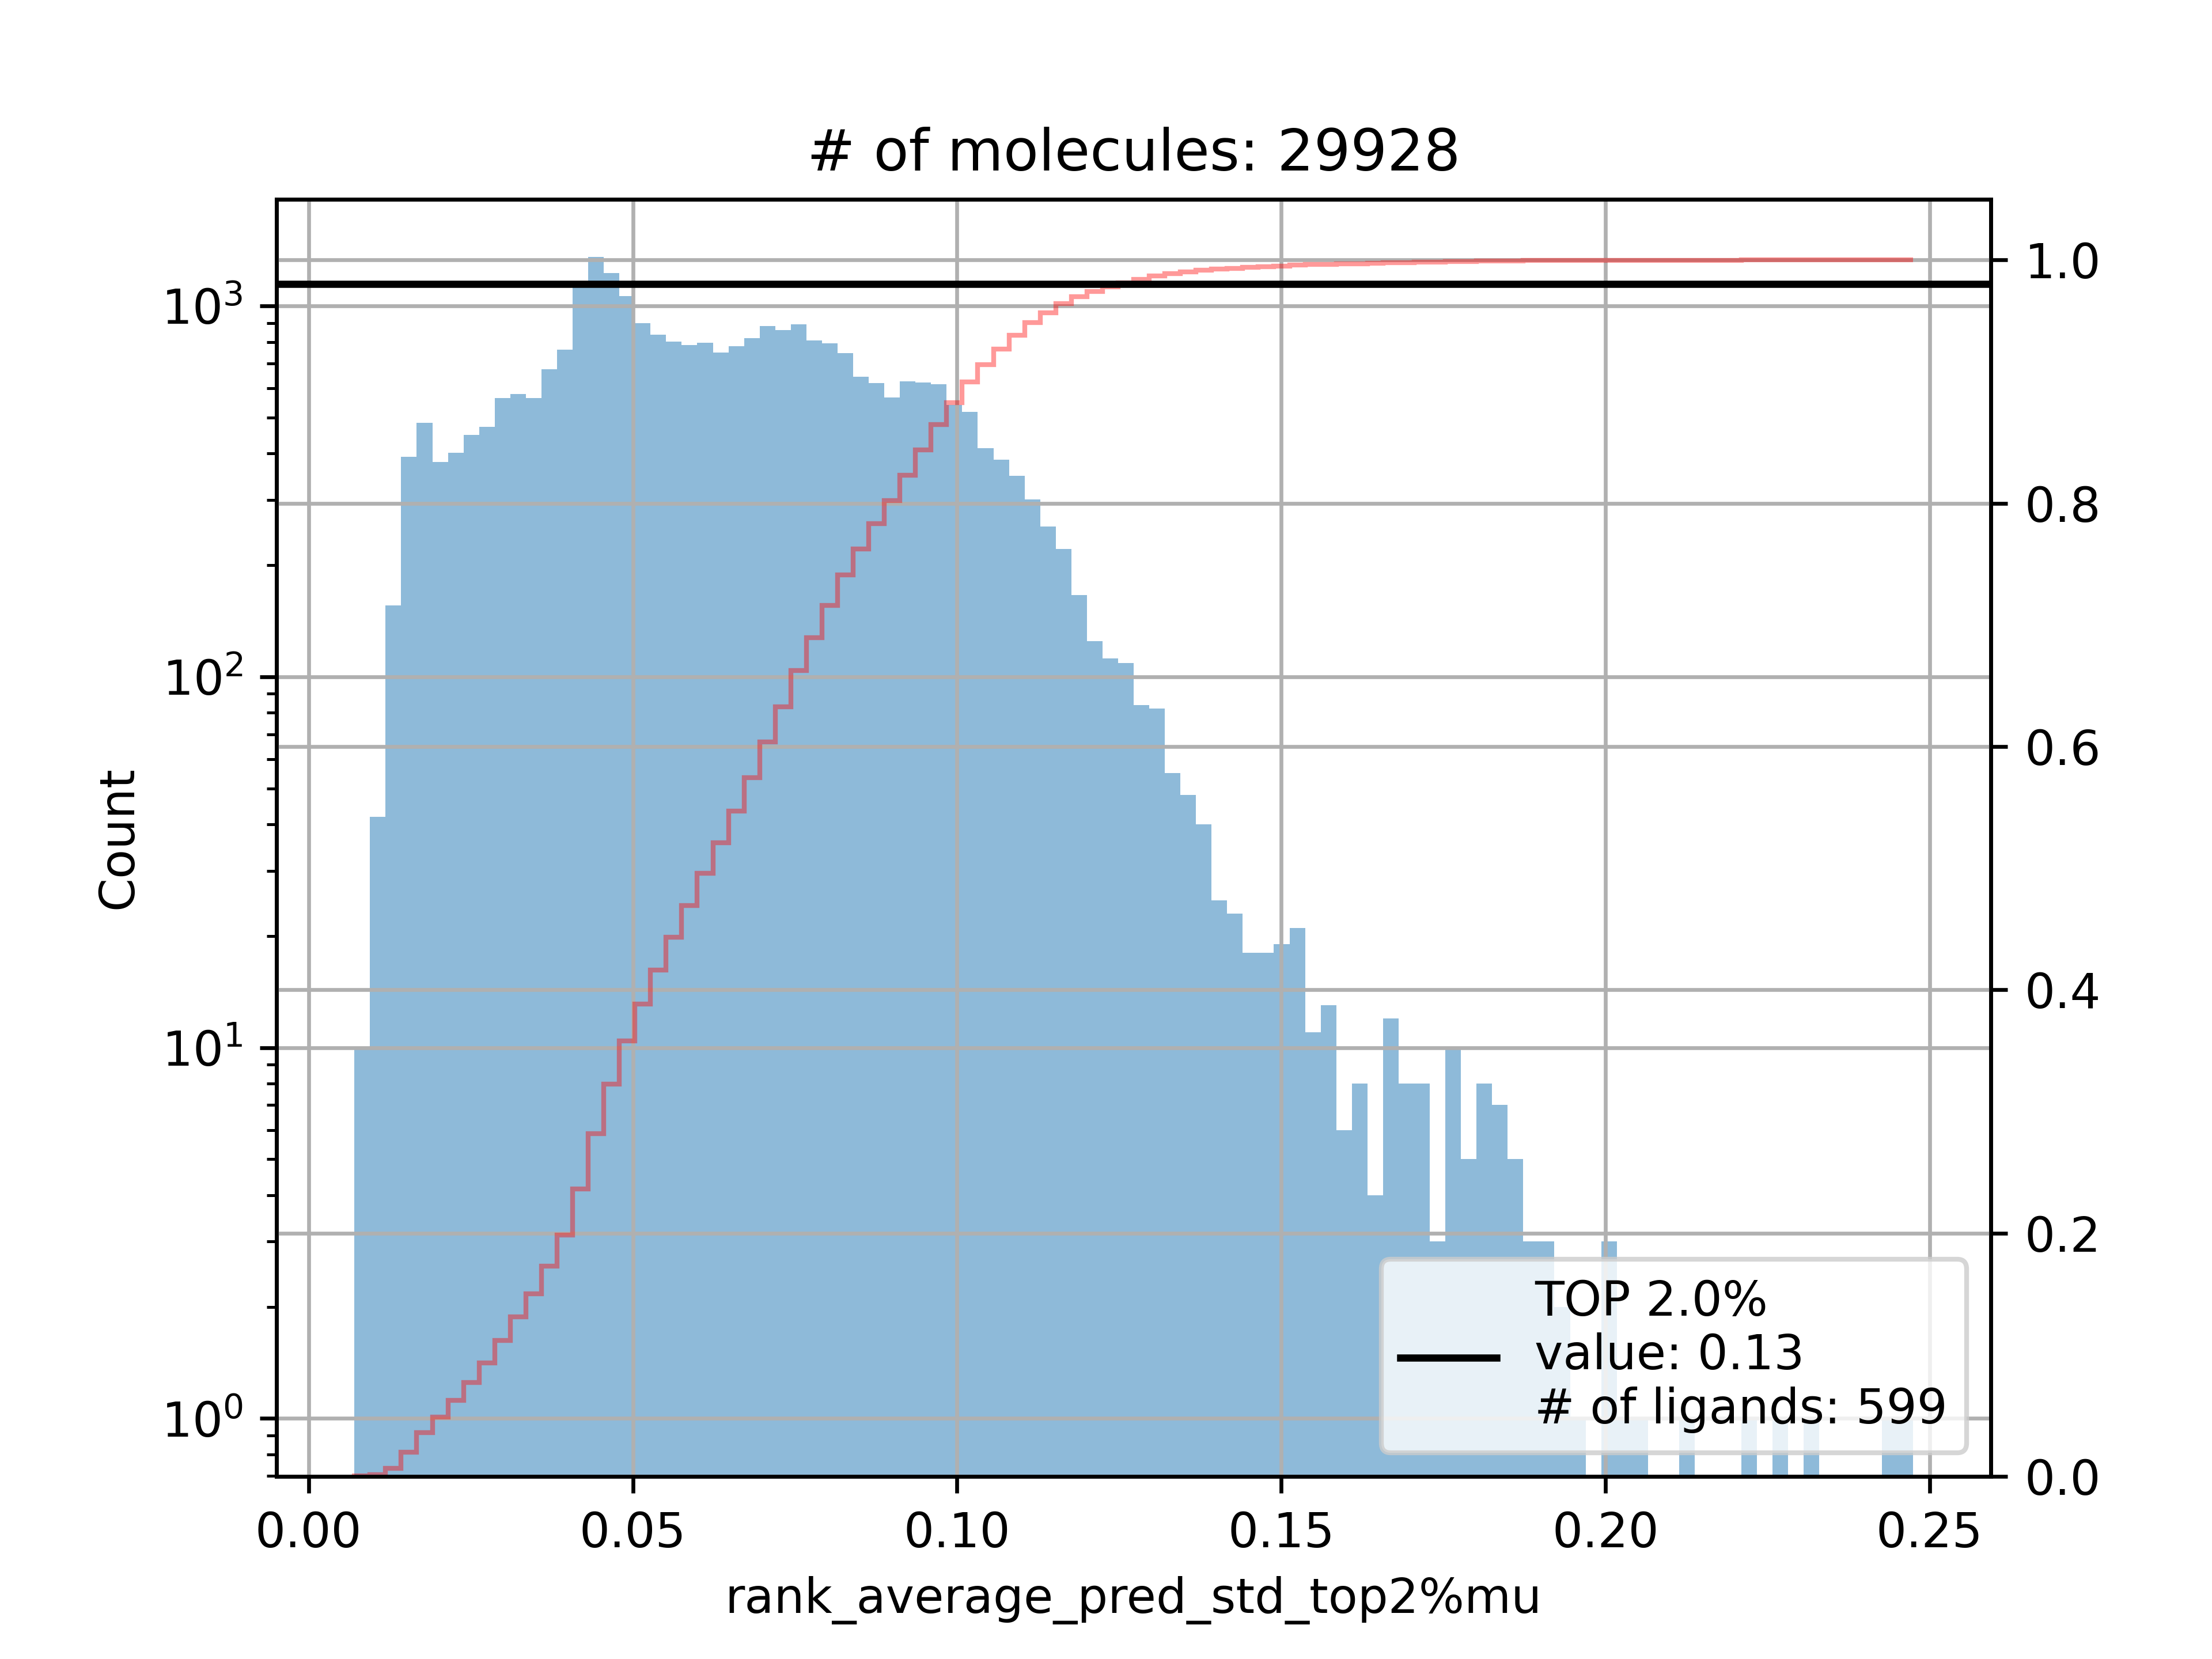 # of molecules: 29928
10³
10²
10¹
10⁰
Count
1.0
0.8
0.6
0.4
0.2
0.0
TOP 2.0%
value: 0.13
# of ligands: 599
0.00 0.05 0.10 0.15 0.20 0.25
rank_average_pred_std_top2%mu